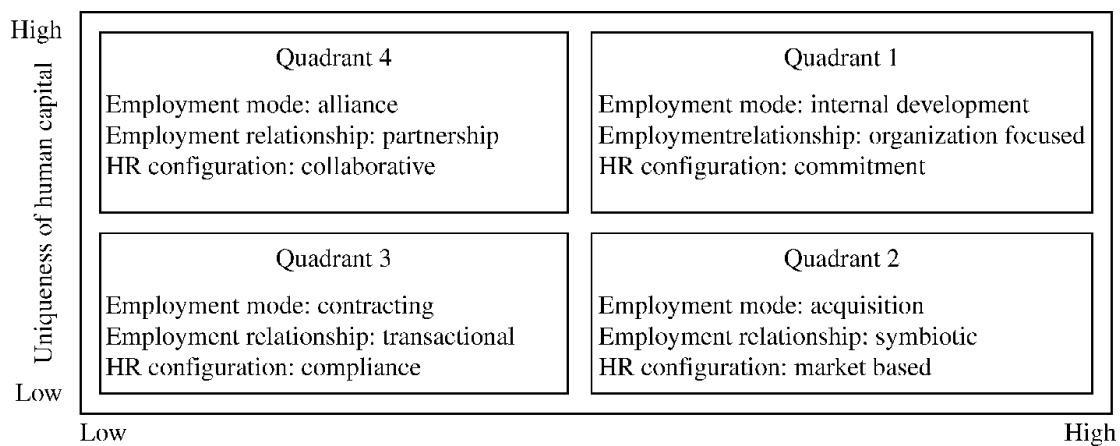 High
Uniqueness of human capital
Low
Quadrant 4
Employment mode: alliance
Employment relationship: partnership
HR configuration: collaborative
Quadrant 1
Employment mode: internal development
Employmentrelationship: organization focused
HR configuration: commitment
Quadrant 3
Employment mode: contracting
Employment relationship: transactional
HR configuration: compliance
Quadrant 2
Employment mode: acquisition
Employment relationship: symbiotic
HR configuration: market based
Low
High